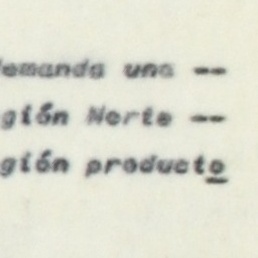 demanda una --
gión Norte --
gión producto